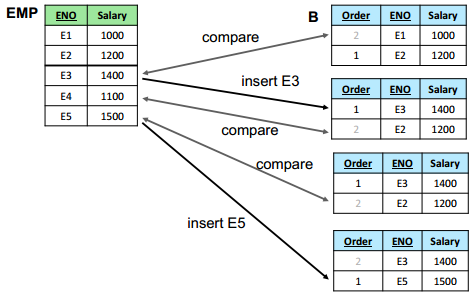 EMP
ENO Salary
E1 1000
E2 1200
E3 1400
E4 1100
E5 1500
compare
insert E3
compare
compare
insert E5
B
Order ENO Salary
2 E1 1000
1 E2 1200
Order ENO Salary
1 E3 1400
2 E2 1200
Order ENO Salary
1 E3 1400
2 E2 1200
Order ENO Salary
2 E3 1400
1 E5 1500